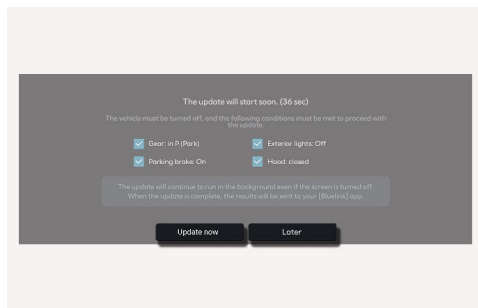 The update will start soon. (36 sec)
The vehicle must be turned off, and the following conditions must be met to proceed with
the update.
Gear: in P (Park)
Exterior lights: Off
Parking brake: On
Hood: closed
The update will continue to run in the background even if the screen is turned off.
When the update is complete, the results will be sent to your [Bluelink] app.
Update now
Later